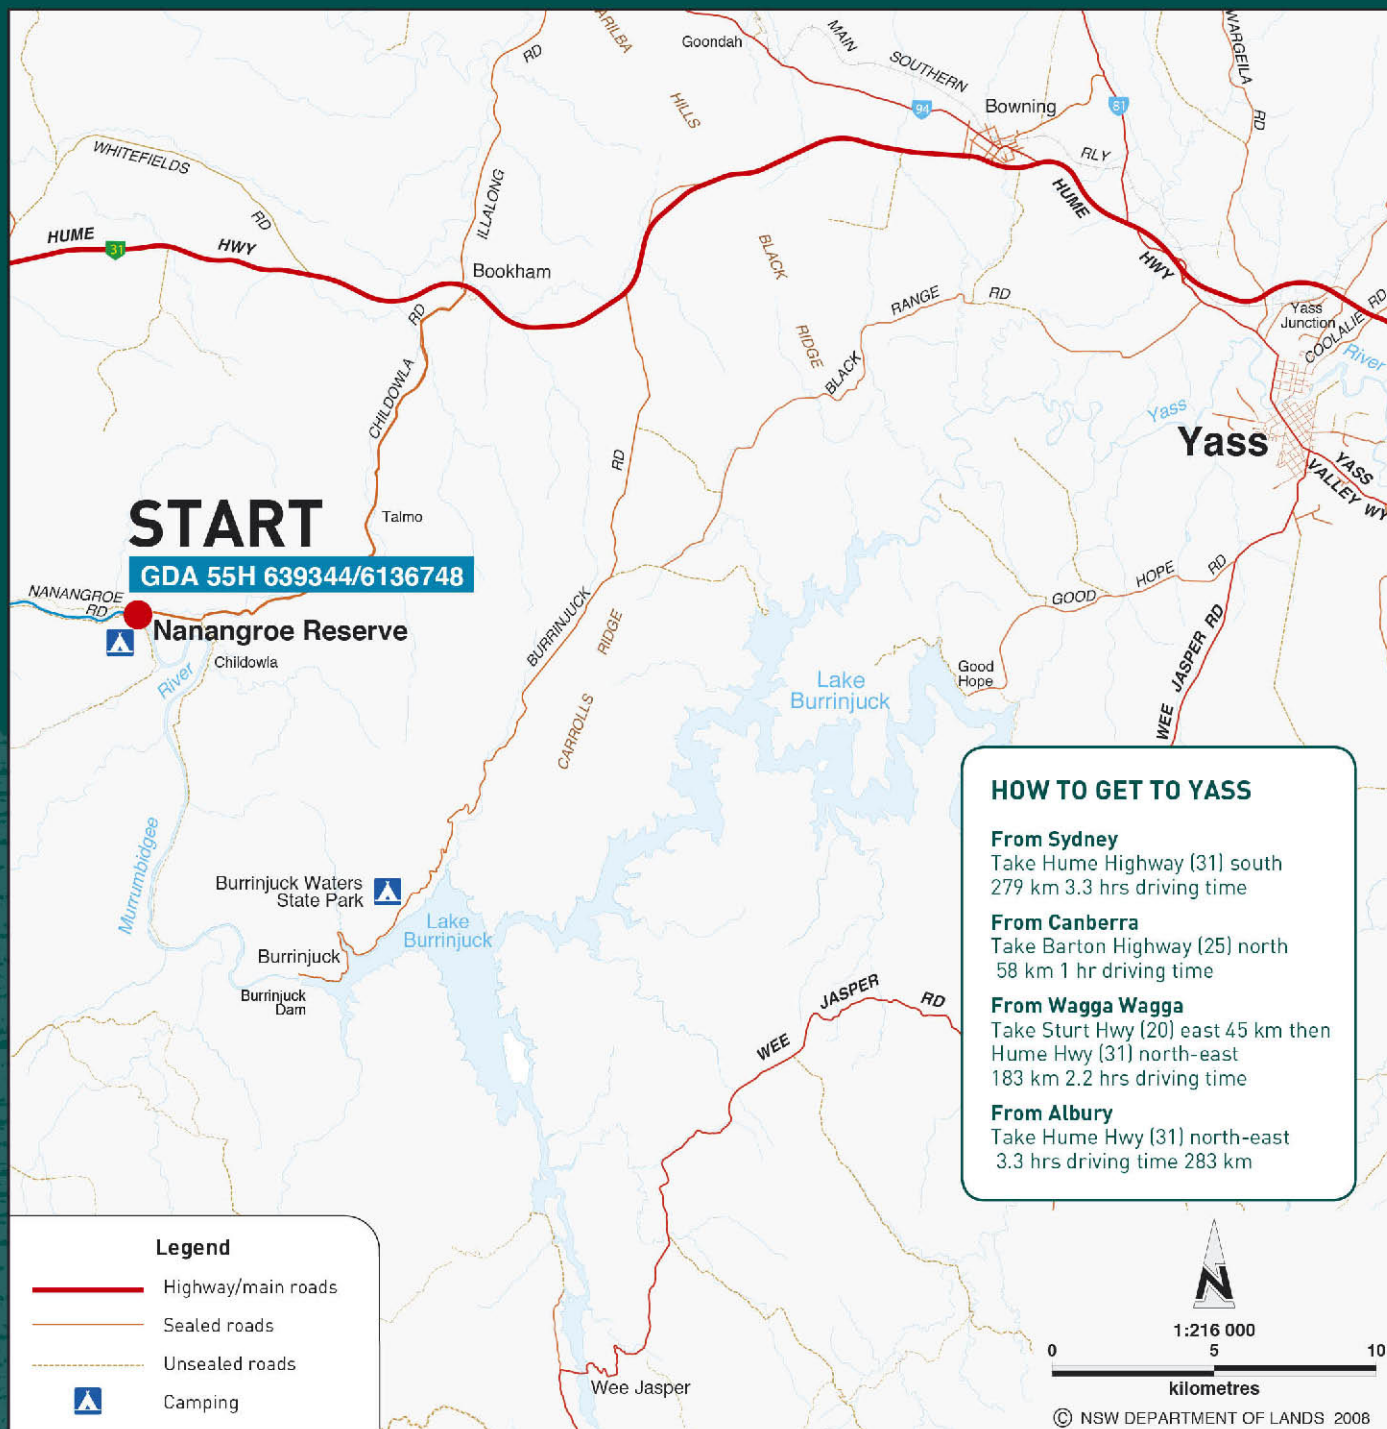 ARILBA
HILLS
Goondah
MAIN
SOUTHERN
RLY
94
81
Bowning
WARGEILA
RD
RD
ILLALONG
WHITEFIELDS
RD
HUME
31
HWY
Bookham
HUME
HWY
BLACK
RIDGE
BLACK
RANGE
RD
Yass
Junction
COOLALIE RD
River
Yass
Yass
YASS
VALLEY WY
RD
CHILDOWLA
RD
Talmo
START
GDA 55H 639344/6136748
NANANGROE
RD
Nanangroe Reserve
Childowla
River
Murrumbidgee
BURRINJUCK
CARROLLS
RIDGE
GOOD
HOPE
RD
Good
Hope
WEE JASPER RD
Lake
Burrinjuck
Burrinjuck Waters
State Park
Lake
Burrinjuck
Burrinjuck
Burrinjuck
Dam
WEE
JASPER
RD
Wee Jasper
HOW TO GET TO YASS
From Sydney
Take Hume Highway (31) south
279 km 3.3 hrs driving time
From Canberra
Take Barton Highway (25) north
58 km 1 hr driving time
From Wagga Wagga
Take Sturt Hwy (20) east 45 km then
Hume Hwy (31) north-east
183 km 2.2 hrs driving time
From Albury
Take Hume Hwy (31) north-east
3.3 hrs driving time 283 km
Legend
Highway/main roads
Sealed roads
Unsealed roads
Camping
N
1:216 000
0 5 10
kilometres
© NSW DEPARTMENT OF LANDS 2008